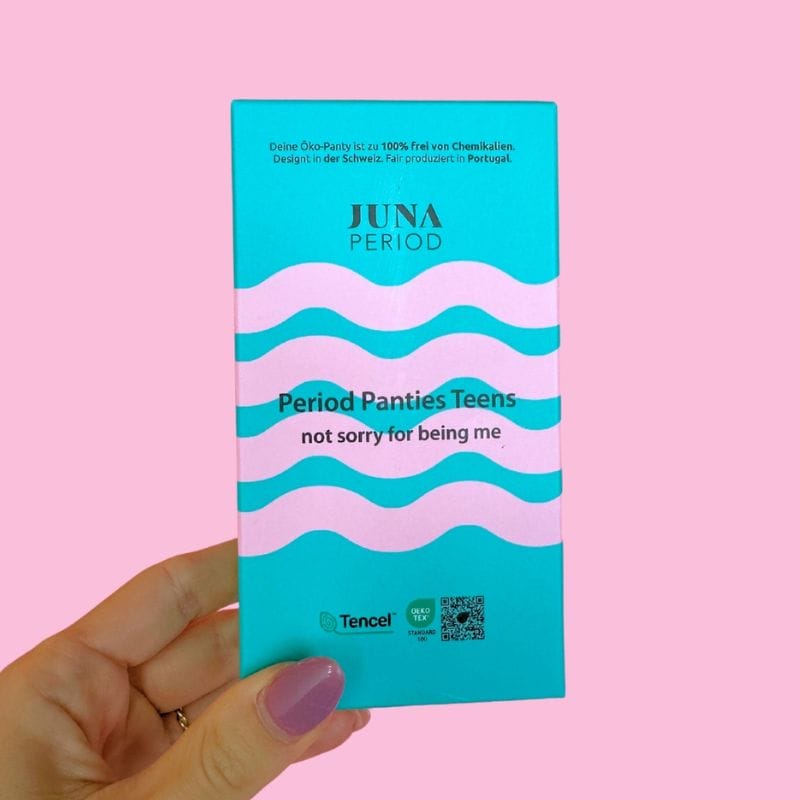 Deine Öko-Panty ist zu 100% frei von Chemikalien.
Designt in der Schweiz. Fair produziert in Portugal.
JUNA
PERIOD
Period Panties Teens
not sorry for being me
Tencel™
OEKO
TEX®
STANDARD
100